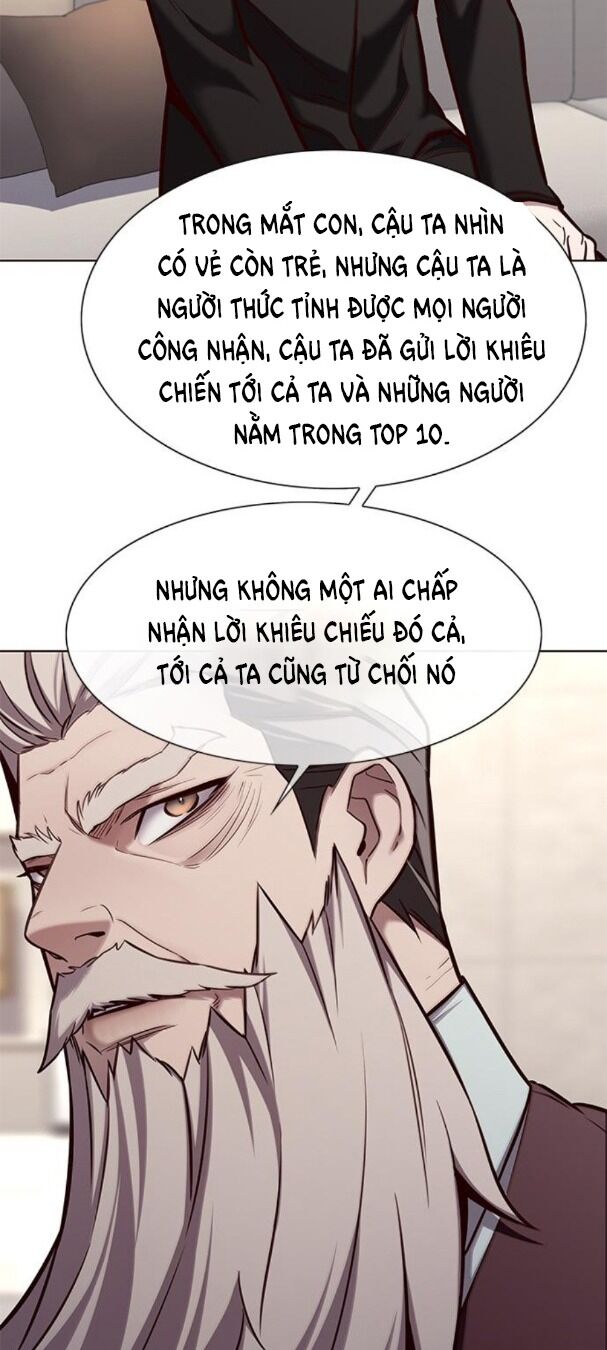 TRONG MẮT CON, CẬU TA NHÌN
CÓ VẺ CÒN TRẺ, NHƯNG CẬU TA LÀ
NGƯỜI THỨC TỈNH ĐƯỢC MỌI NGƯỜI
CÔNG NHẬN, CẬU TA ĐÃ GỬI LỜI KHIÊU
CHIẾN TỚI CẢ TA VÀ NHỮNG NGƯỜI
NẰM TRONG TOP 10.
NHƯNG KHÔNG MỘT AI CHẤP
NHẬN LỜI KHIÊU CHIẾU ĐÓ CẢ,
TỚI CẢ TA CŨNG TỪ CHỐI NÓ